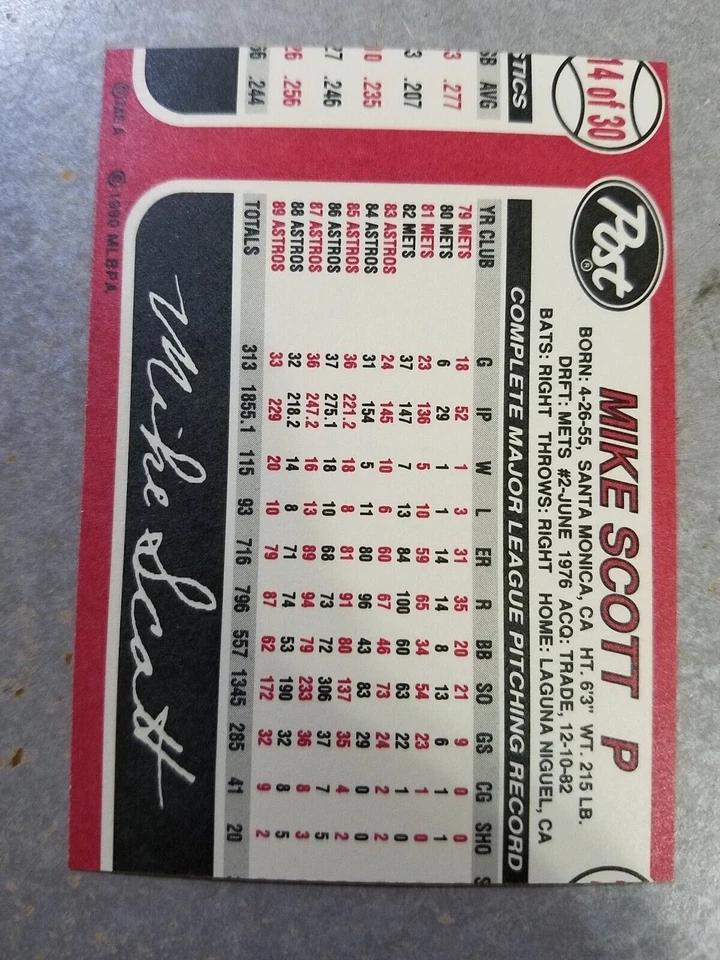 14 of 30
TICS
SB AVG
3 .277
3 .207
0 .235
27 .246
26 .256
66 .244
Post®
MIKE SCOTT P
BORN: 4-26-55, SANTA MONICA, CA HT. 6'3" WT. 215 LB.
DRFT: METS #2-JUNE 1976 ACQ: TRADE, 12-10-82
BATS: RIGHT THROWS: RIGHT HOME: LAGUNA NIGUEL, CA
COMPLETE MAJOR LEAGUE PITCHING RECORD
YR CLUB G IP W L ER R BB SO GS CG SHO
79 METS 18 52 1 3 31 35 20 21 9 0 0
80 METS 6 29 1 1 14 14 8 13 6 1 1
81 METS 23 136 5 10 59 65 34 54 23 1 0
82 METS 37 147 7 13 84 100 60 63 22 1 0
83 ASTROS 24 145 10 6 60 67 46 73 24 2 2
84 ASTROS 31 154 5 11 80 96 43 83 29 0 0
85 ASTROS 36 221.2 18 8 81 91 80 137 35 4 2
86 ASTROS 37 275.1 18 10 68 73 72 306 37 7 5
87 ASTROS 36 247.2 16 13 89 94 79 233 36 8 3
88 ASTROS 32 218.2 14 8 71 74 53 190 32 8 5
89 ASTROS 33 229 20 10 79 87 62 172 32 9 2
TOTALS 313 1855.1 115 93 716 796 557 1345 285 41 20
Mike Scott
© 1990 MLBPA